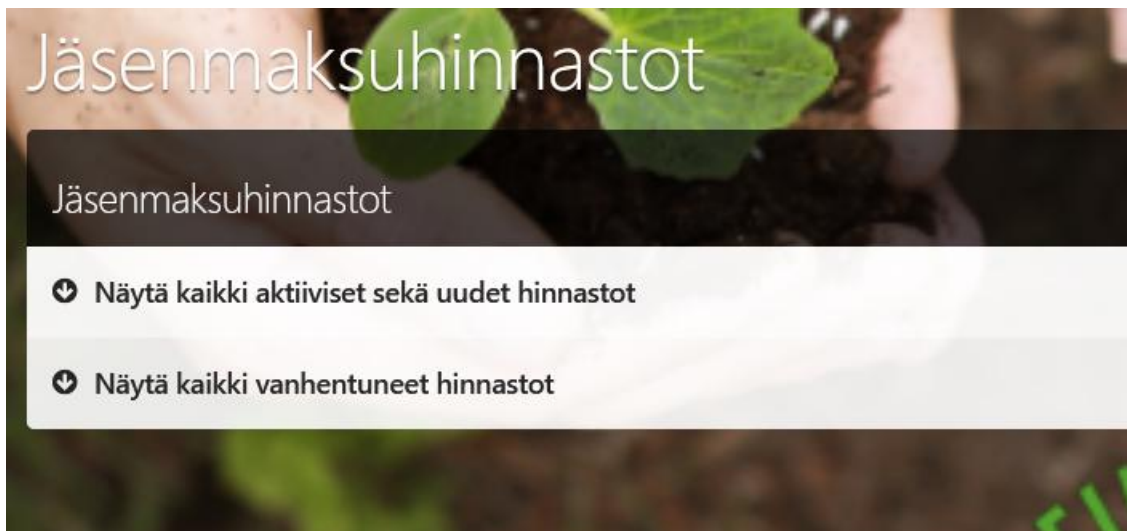 Jäsenmaksuhinnastot
Jäsenmaksuhinnastot
Näytä kaikki aktiiviset sekä uudet hinnastot
Näytä kaikki vanhentuneet hinnastot